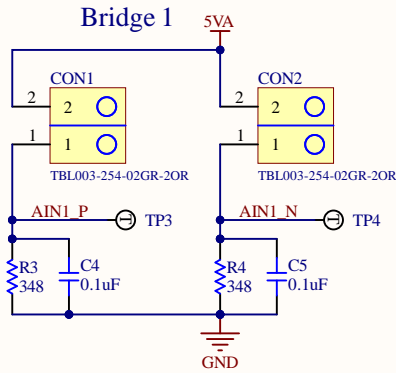 Bridge 1
5VA
CON1
CON2
2
2
2
2
1
1
1
1
TBL003-254-02GR-2OR
TBL003-254-02GR-2OR
AIN1_P
TP3
AIN1_N
TP4
R3
348
C4
0.1uF
R4
348
C5
0.1uF
GND